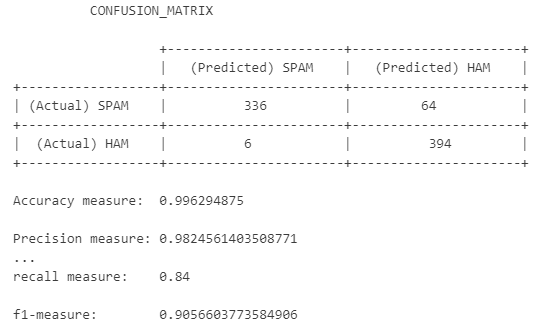 CONFUSION_MATRIX
(Predicted) SPAM | (Predicted) HAM
(Actual) SPAM | 336 | 64
(Actual) HAM | 6 | 394
Accuracy measure: 0.996294875
Precision measure: 0.9824561403508771
...
recall measure: 0.84
f1-measure: 0.9056603773584906